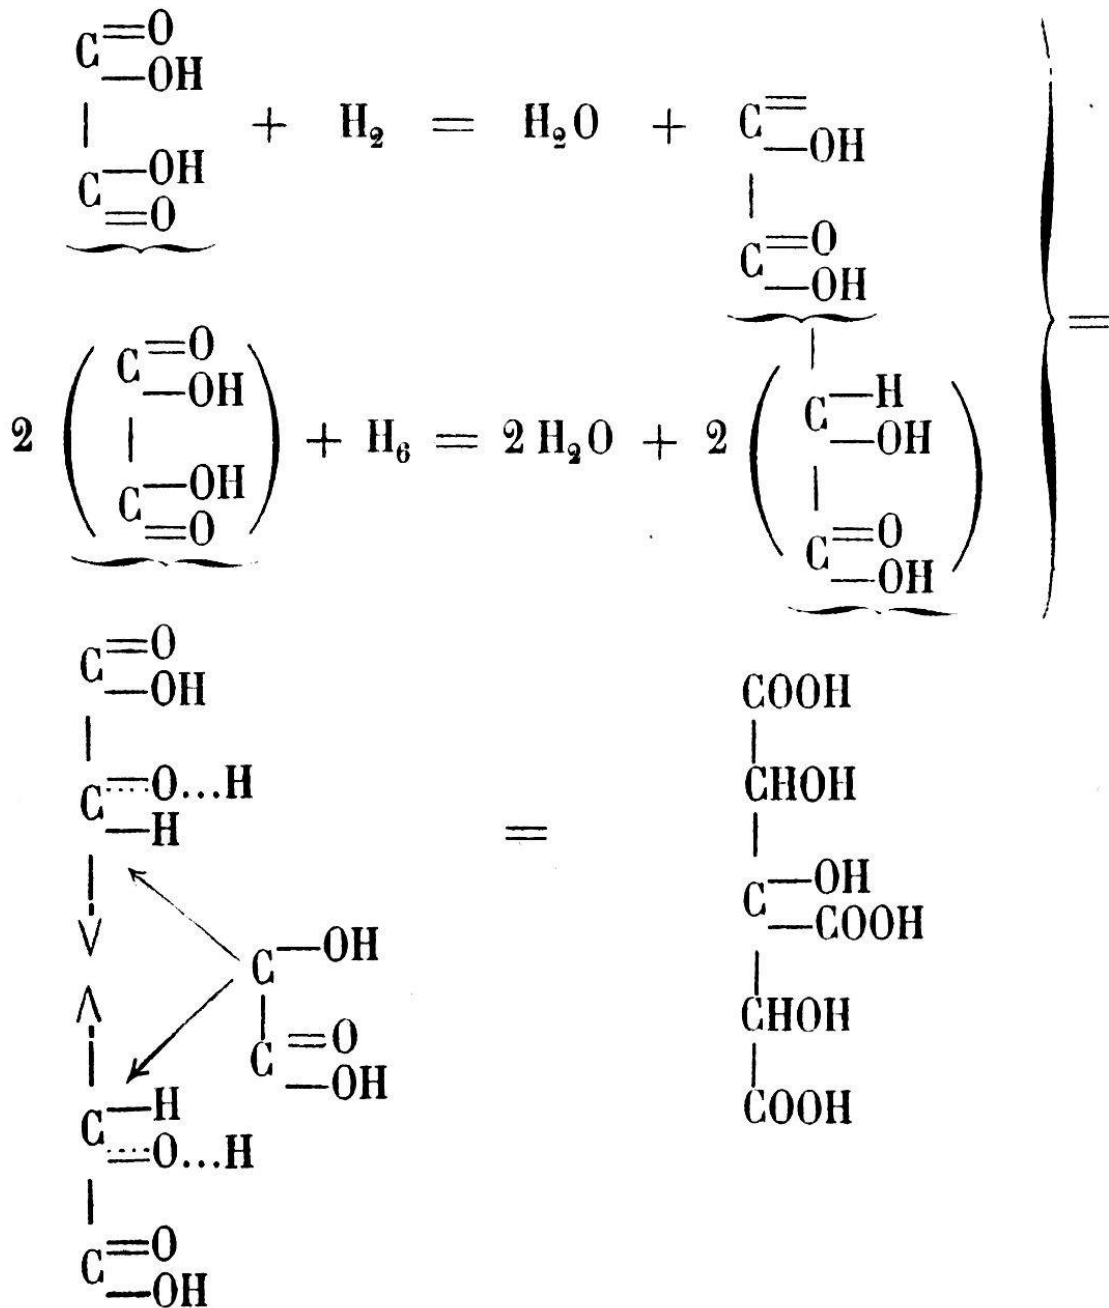 C=O
—OH
| + H₂ = H₂O + C=
—OH
C—OH
=O
C=O
—OH
2 (C=O
—OH
|
C—OH
=O) + H₆ = 2 H₂O + 2 (C—H
—OH
|
C=O
—OH) =
C=O
—OH
C=O...H
—H
C—OH
C=O
—OH
C—H
=O...H
C=O
—OH
=
COOH
CHOH
C—OH
—COOH
CHOH
COOH